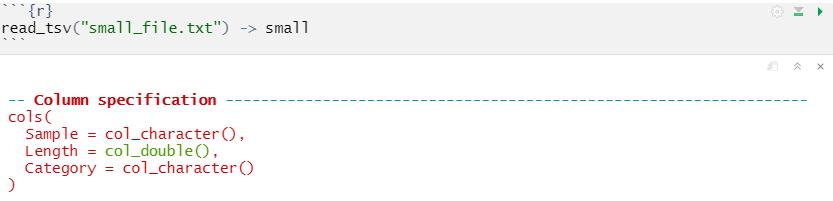 ```{r}
read_tsv("small_file.txt") -> small
```
-- Column specification ------------------------------------------------------------------
cols(
  Sample = col_character(),
  Length = col_double(),
  Category = col_character()
)